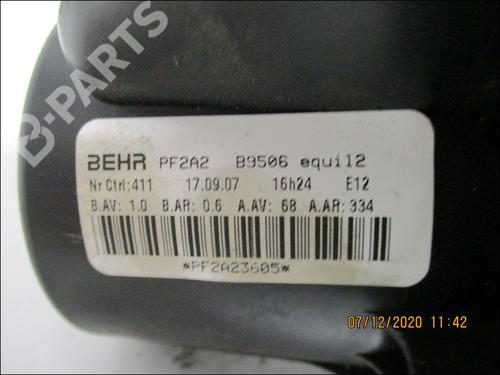 B-PARTS
BEHR PF2A2 B9506 equil2
Nr Ctrl:411 17.09.07 16h24 E12
B.AV: 1.0 B.AR: 0.6 A.AV: 68 A.AR: 334
*PF2A23605*
07/12/2020 11:42